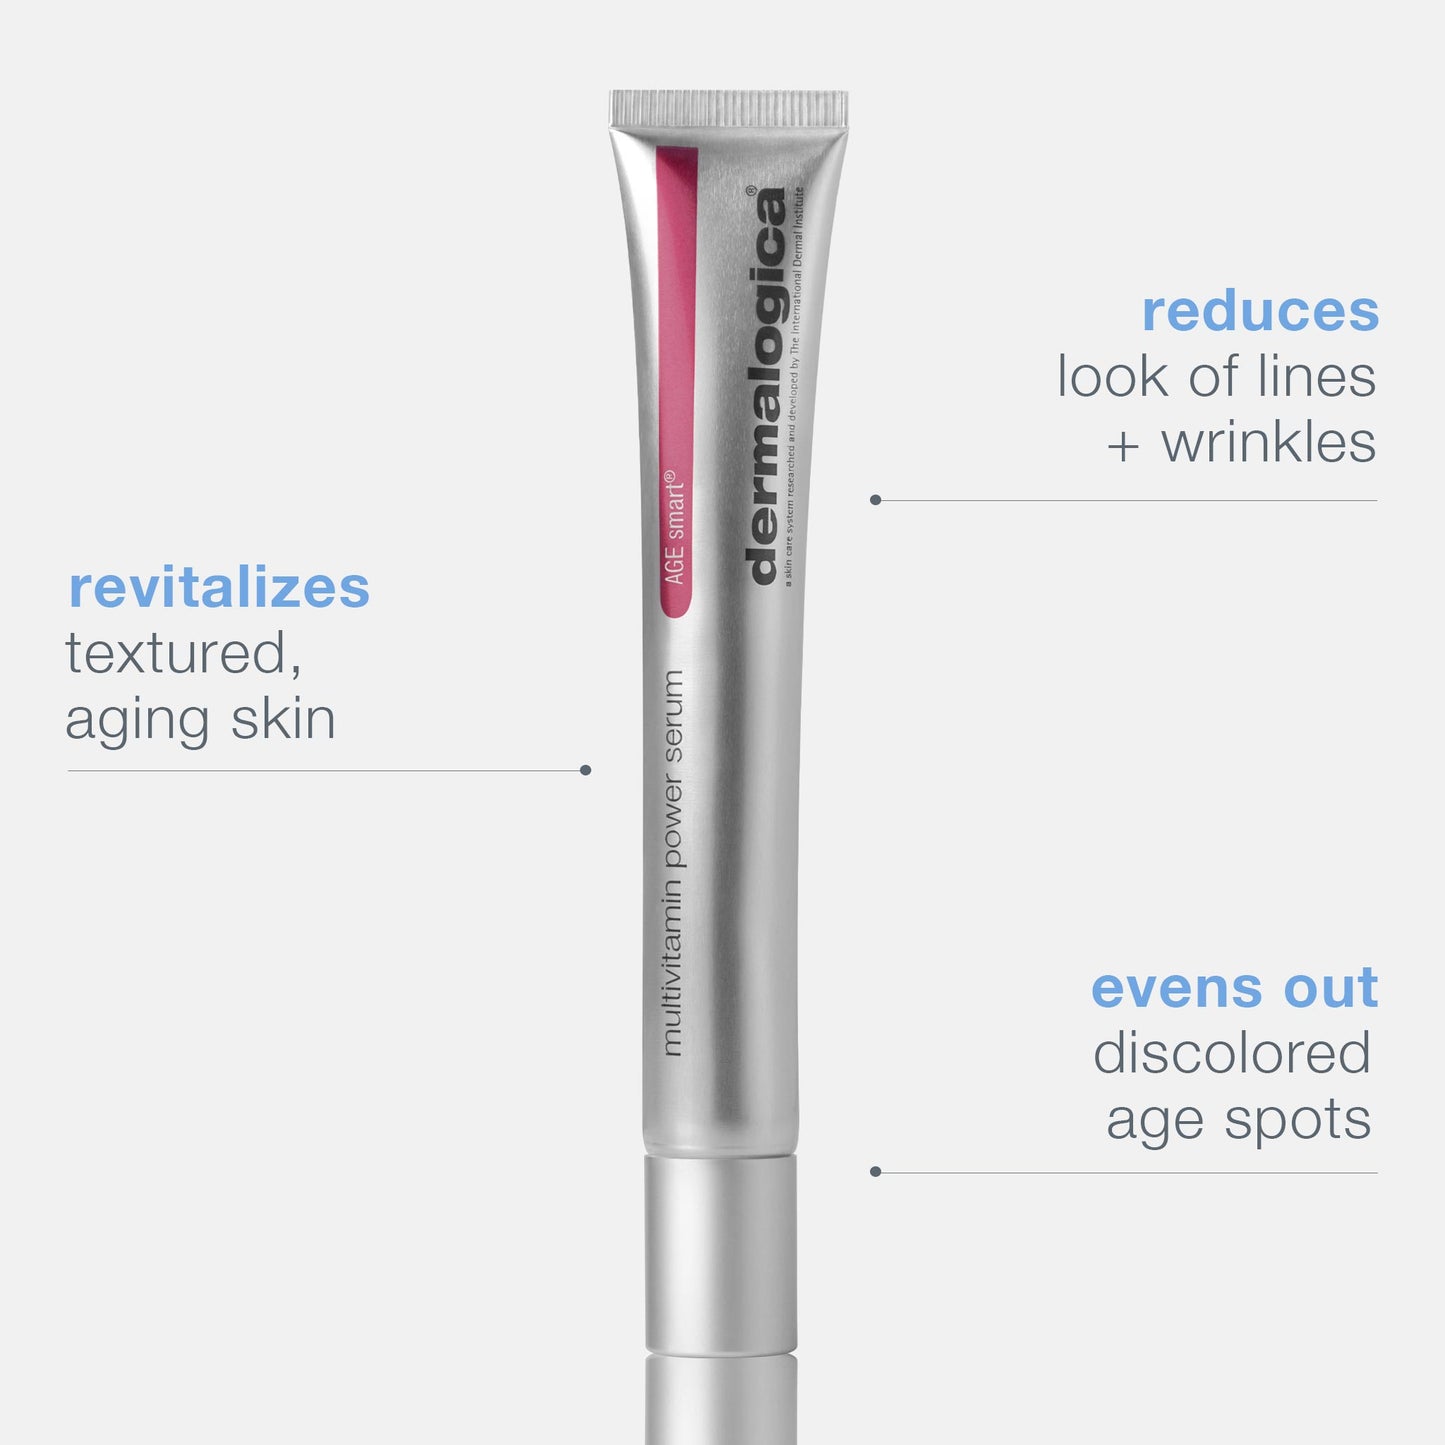 reduces
look of lines
+ wrinkles
revitalizes
textured,
aging skin
evens out
discolored
age spots
AGE smart®
multivitamin power serum
dermalogica®
a skin care system researched and developed by The International Dermal Institute